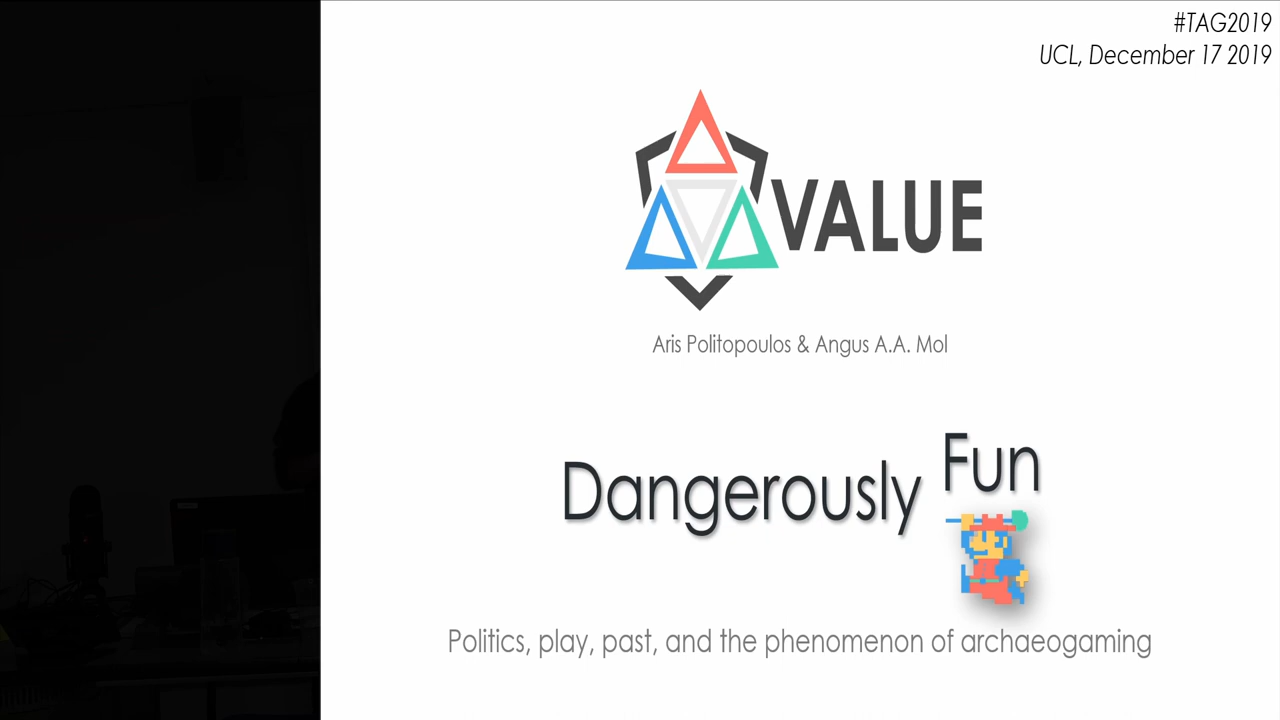 #TAG2019
UCL, December 17 2019
VALUE
Aris Politopoulos & Angus A.A. Mol
Dangerously Fun
Politics, play, past, and the phenomenon of archaeogaming